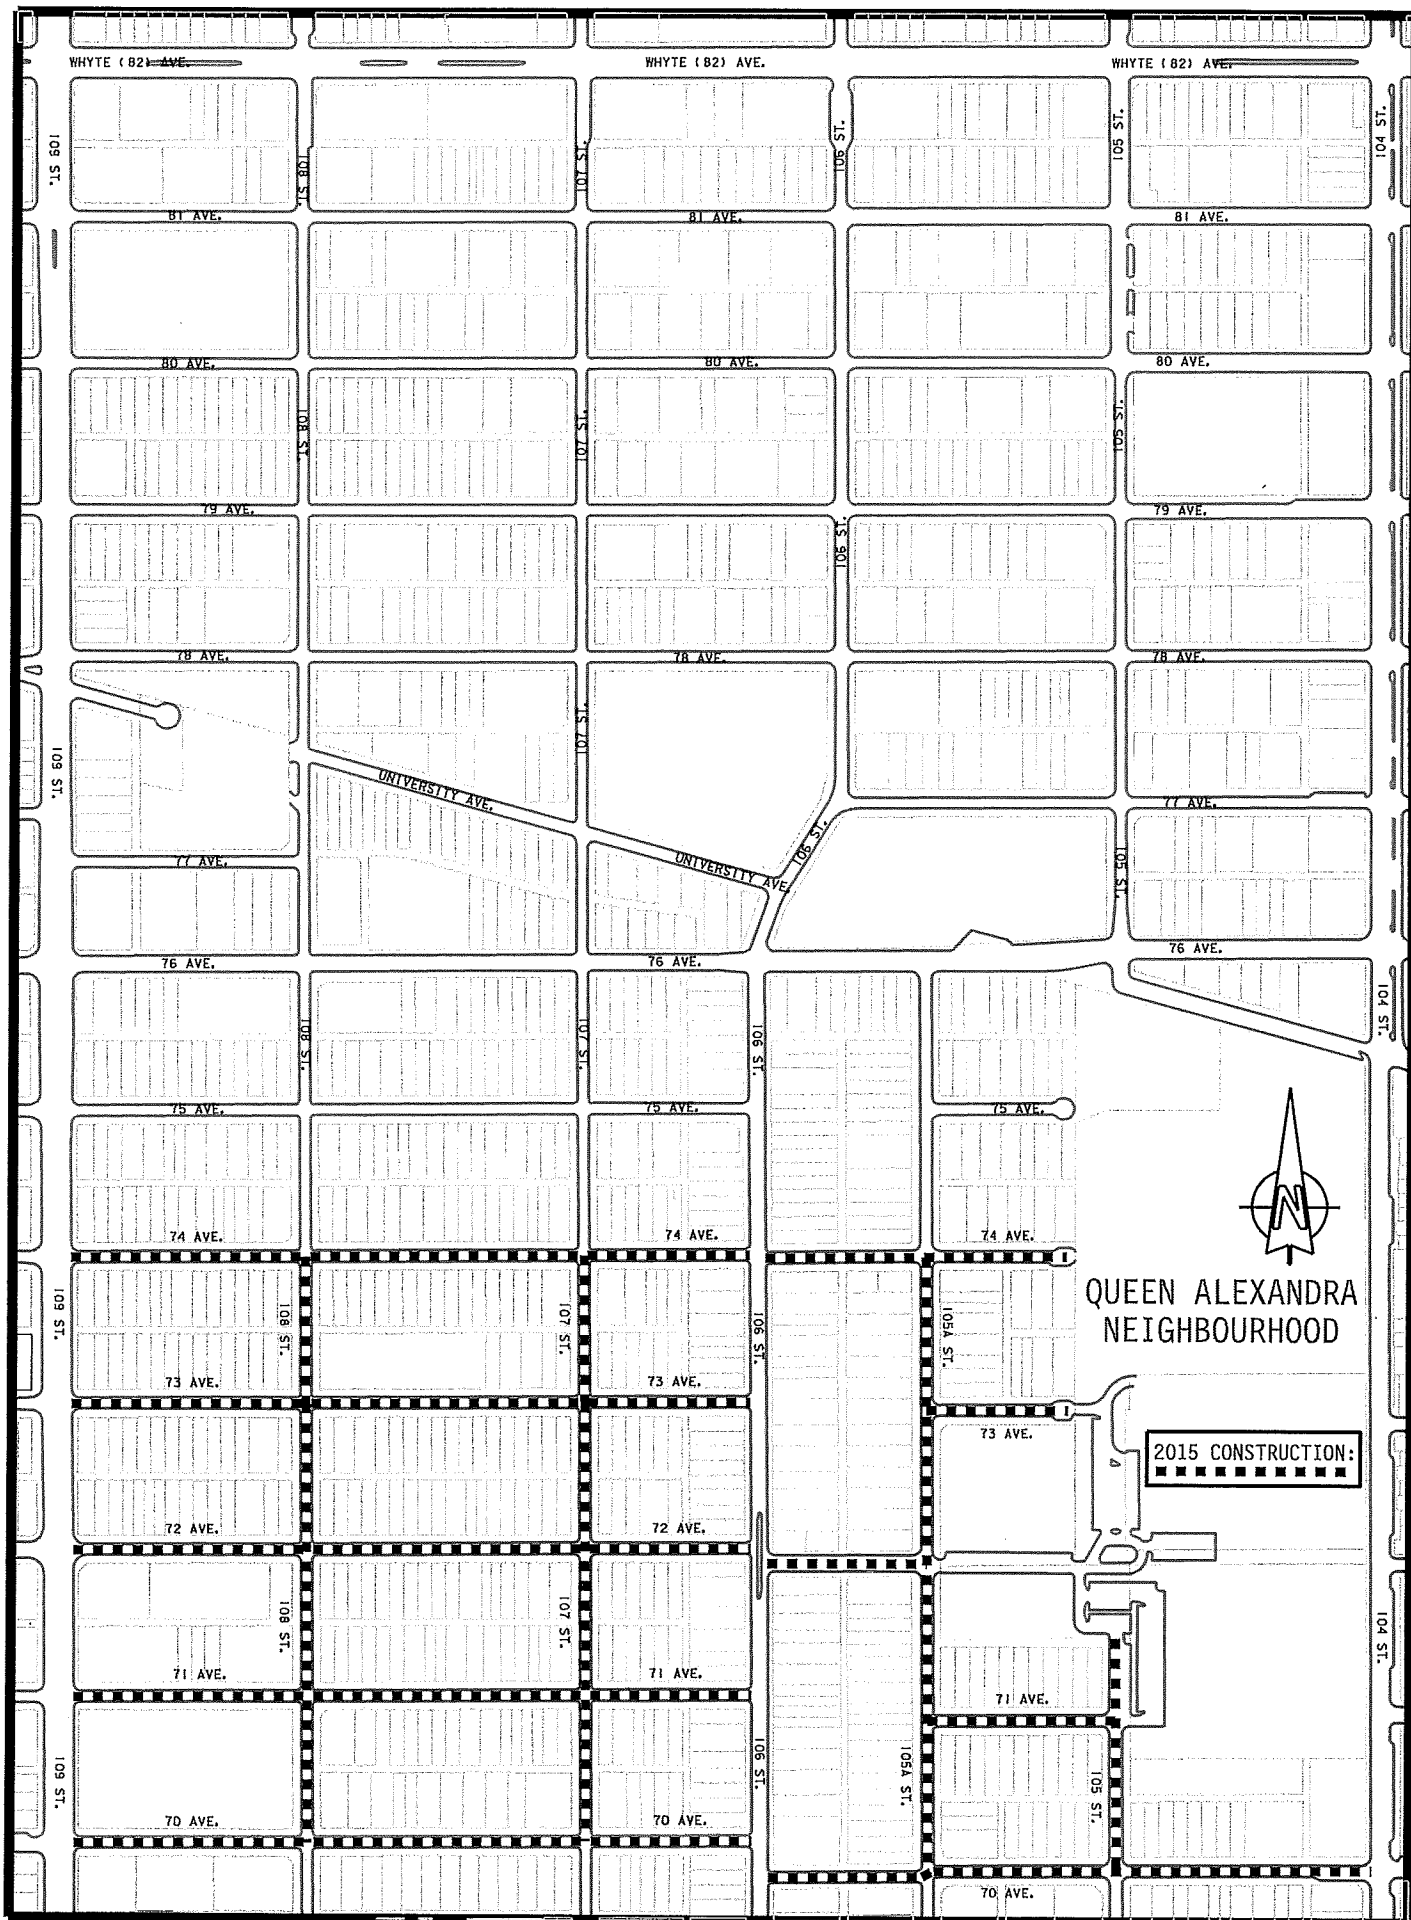 WHYTE (82) AVE.
WHYTE (82) AVE.
WHYTE (82) AVE.
109 ST.
108 ST.
107 ST.
106 ST.
105 ST.
104 ST.
81 AVE.
81 AVE.
81 AVE.
80 AVE.
80 AVE.
80 AVE.
108 ST.
107 ST.
105 ST.
79 AVE.
79 AVE.
106 ST.
78 AVE.
78 AVE.
78 AVE.
107 ST.
109 ST.
UNIVERSITY AVE.
77 AVE.
106 ST.
77 AVE.
UNIVERSITY AVE.
105 ST.
76 AVE.
76 AVE.
76 AVE.
104 ST.
108 ST.
107 ST.
106 ST.
75 AVE.
75 AVE.
75 AVE.
74 AVE.
74 AVE.
74 AVE.
QUEEN ALEXANDRA
NEIGHBOURHOOD
109 ST.
108 ST.
107 ST.
106 ST.
105A ST.
73 AVE.
73 AVE.
73 AVE.
2015 CONSTRUCTION:
72 AVE.
72 AVE.
108 ST.
107 ST.
104 ST.
71 AVE.
71 AVE.
71 AVE.
109 ST.
106 ST.
105A ST.
105 ST.
70 AVE.
70 AVE.
70 AVE.
N